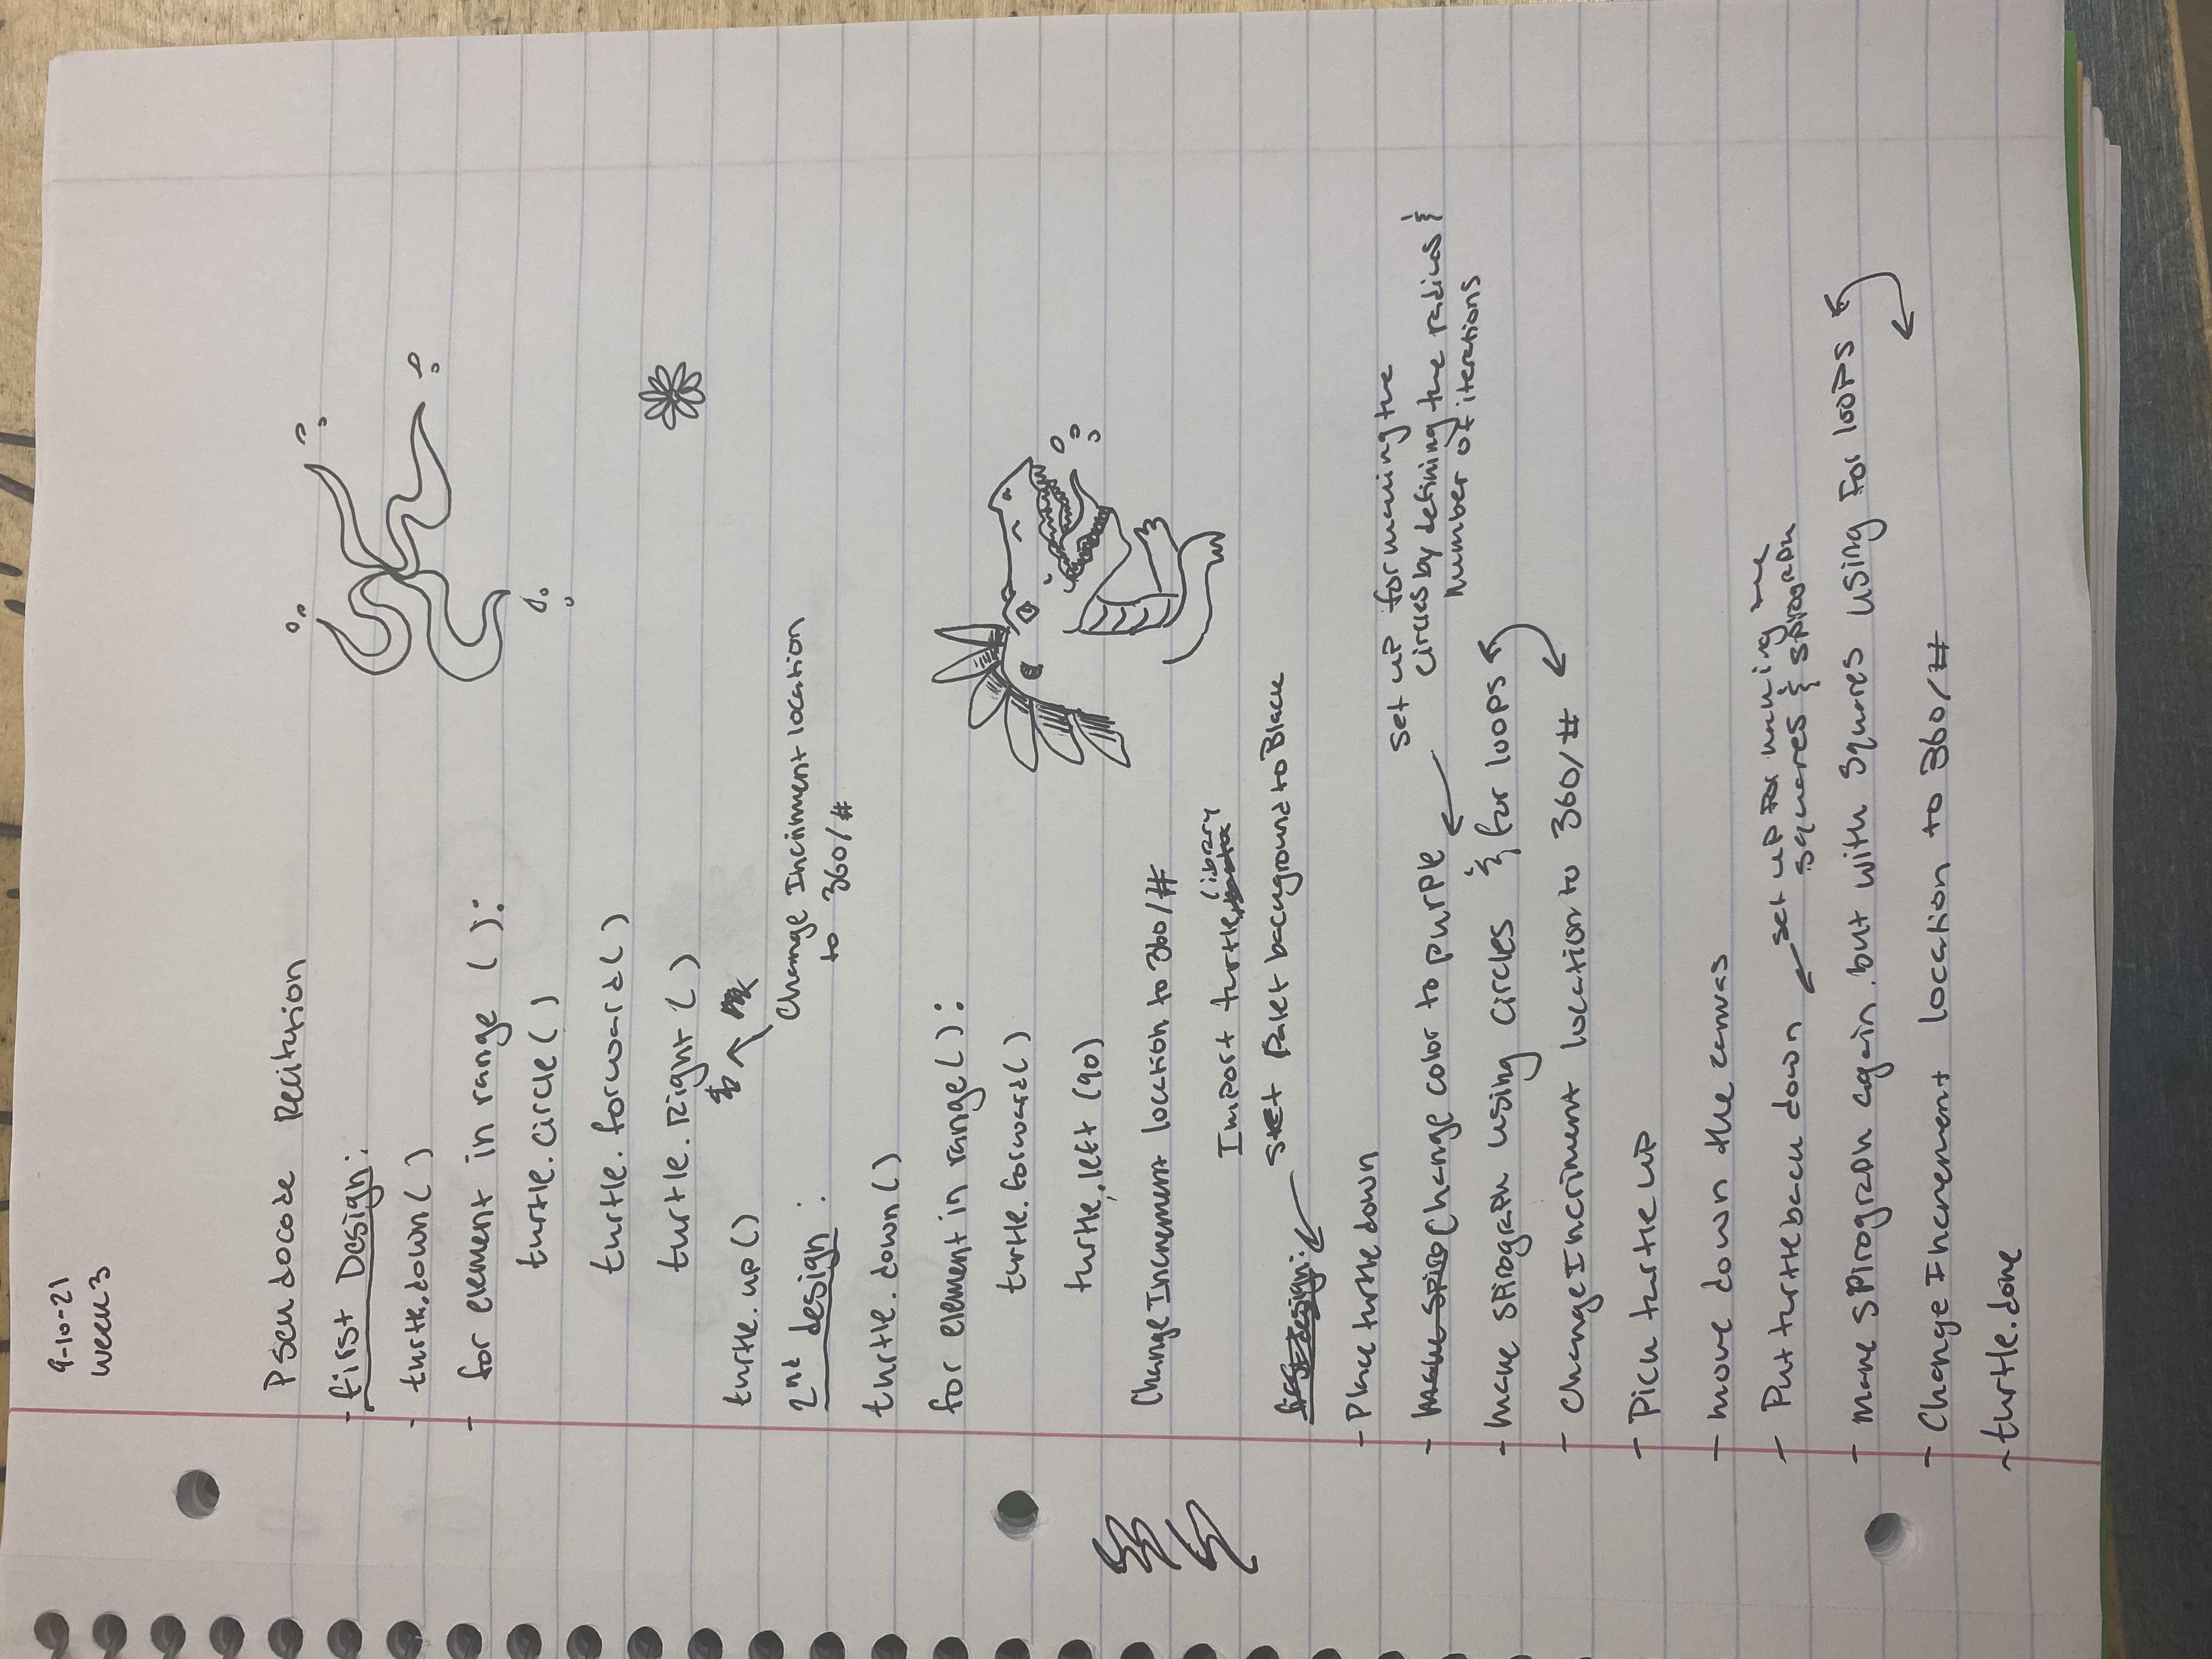 9-10-21
Week 3
Pseudocode Recitation
- first Design:
- turtle.down( )
- for element in range ( ):
turtle.circle( )
turtle.forward( )
turtle.Right ( )
turtle.up()
Change Incriment location
to 360/#
2nd design :
turtle.down()
for element in range( ):
turtle.forward( )
turtle.left (90)
Change Increment location to 360/#
library
Import turtle
set Palet background to Black
first design:
- Place turtle down
set up for making the
circles by defining the radius &
number of iterations
- make spiro Change color to purple
- make spirograph using circles & for loops
- Change Incriment location to 360/#
- Pick turtle up
- move down the canvas
set up for making the
squares & spirograph
- Put turtle back down
- make spirograph again. but with squares using for loops
- Change Increment location to 360/#
- turtle.done